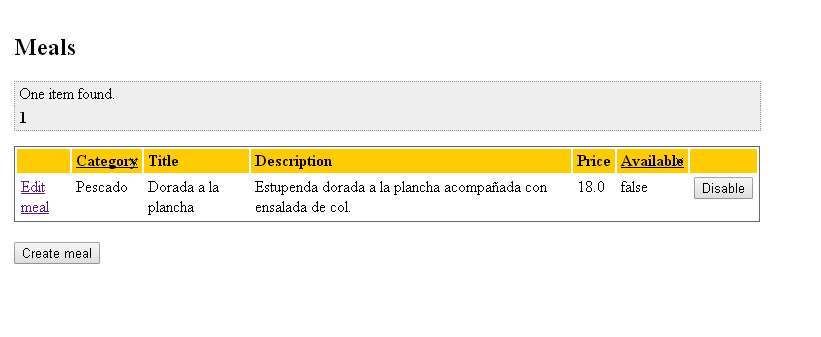 Meals
One item found.
1
Category Title Description Price Available
Edit meal Pescado Dorada a la plancha Estupenda dorada a la plancha acompañada con ensalada de col. 18.0 false Disable
Create meal